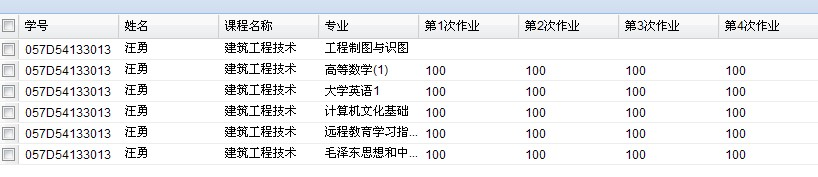 学号 姓名 课程名称 专业 第1次作业 第2次作业 第3次作业 第4次作业
057D54133013 汪勇 建筑工程技术 工程制图与识图
057D54133013 汪勇 建筑工程技术 高等数学(1) 100 100 100 100
057D54133013 汪勇 建筑工程技术 大学英语1 100 100 100 100
057D54133013 汪勇 建筑工程技术 计算机文化基础 100 100 100 100
057D54133013 汪勇 建筑工程技术 远程教育学习指... 100 100 100 100
057D54133013 汪勇 建筑工程技术 毛泽东思想和中... 100 100 100 100